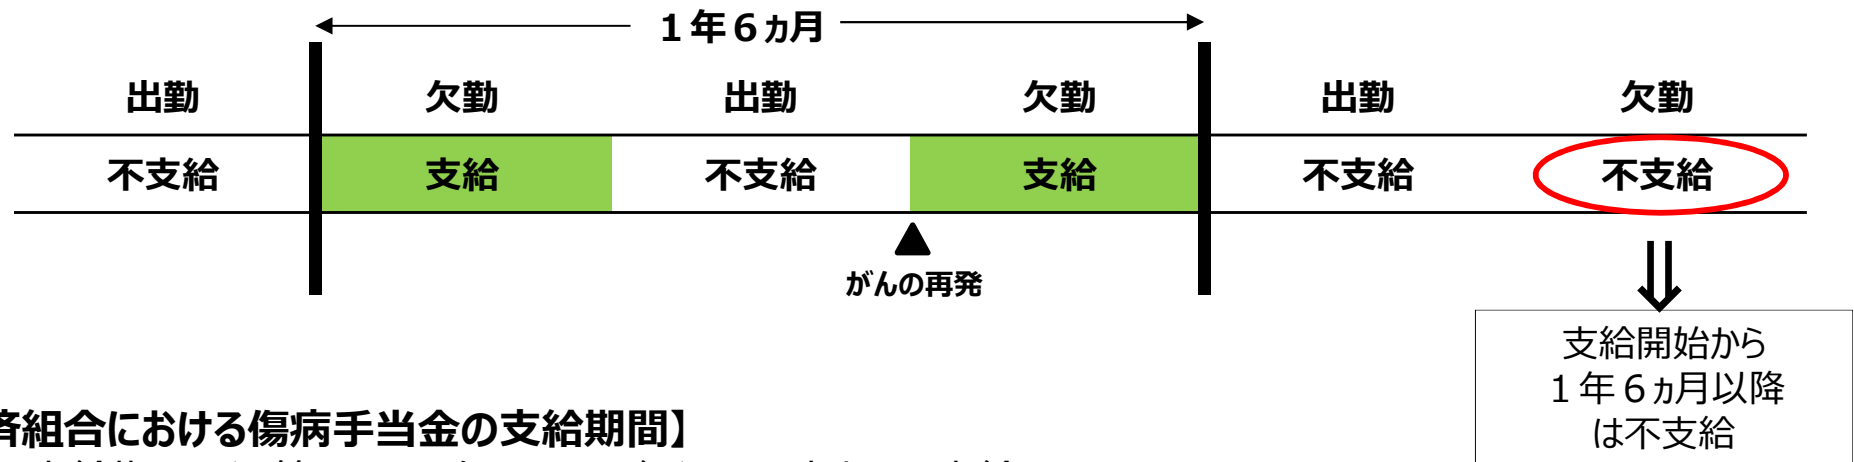 1年6ヵ月
出勤 欠勤 出勤 欠勤 出勤 欠勤
不支給 支給 不支給 支給 不支給 不支給
がんの再発
支給開始から
1年6ヵ月以降
は不支給
済組合における傷病手当金の支給期間】